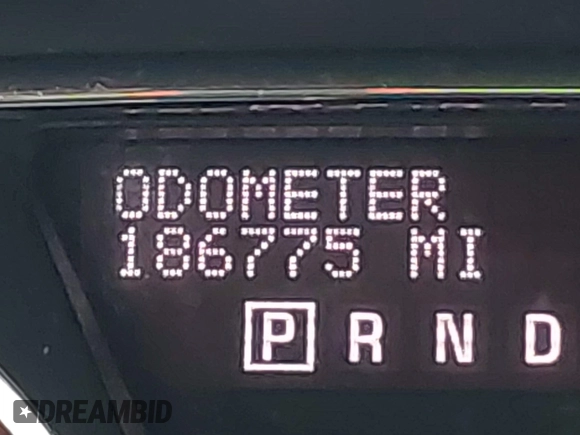 ODOMETER
186775 MI
P R N D
DREAMBID